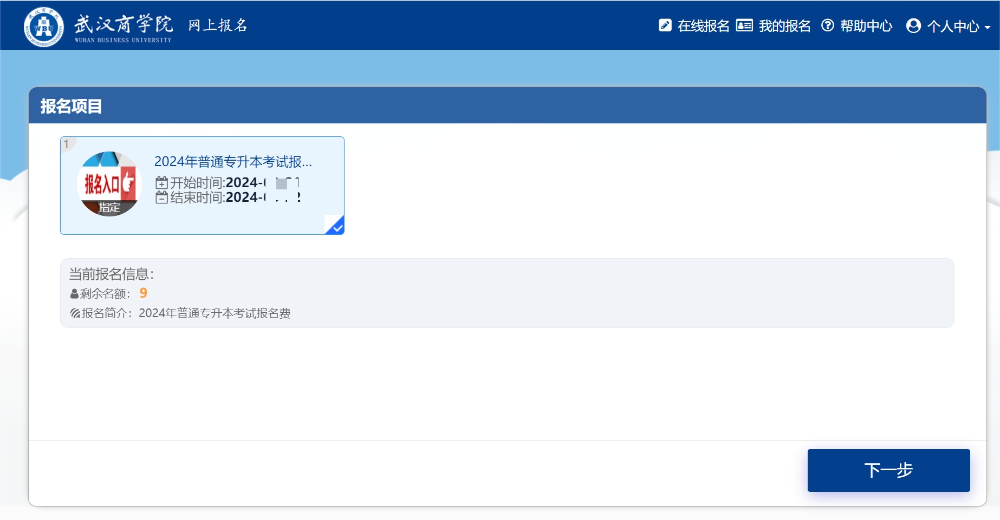 武汉商学院
WUHAN BUSINESS UNIVERSITY
网上报名
在线报名 我的报名 帮助中心 个人中心
报名项目
1
2024年普通专升本考试报...
报名入口
指定
开始时间:2024-
结束时间:2024-
当前报名信息：
剩余名额： 9
报名简介：2024年普通专升本考试报名费
下一步